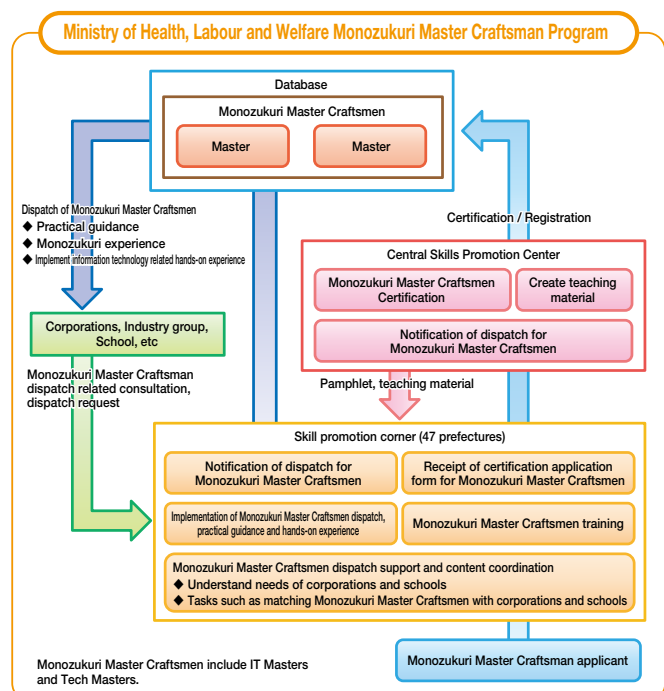 Ministry of Health, Labour and Welfare Monozukuri Master Craftsman Program
Database
Monozukuri Master Craftsmen
Master
Master
Dispatch of Monozukuri Master Craftsmen
◆ Practical guidance
◆ Monozukuri experience
◆ Implement information technology related hands-on experience
Certification / Registration
Central Skills Promotion Center
Monozukuri Master Craftsmen
Certification
Create teaching
material
Notification of dispatch for
Monozukuri Master Craftsmen
Corporations, Industry group,
School, etc
Monozukuri Master Craftsman
dispatch related consultation,
dispatch request
Pamphlet, teaching material
Skill promotion corner (47 prefectures)
Notification of dispatch for
Monozukuri Master Craftsmen
Receipt of certification application
form for Monozukuri Master Craftsmen
Implementation of Monozukuri Master Craftsmen dispatch,
practical guidance and hands-on experience
Monozukuri Master Craftsmen training
Monozukuri Master Craftsmen dispatch support and content coordination
◆ Understand needs of corporations and schools
◆ Tasks such as matching Monozukuri Master Craftsmen with corporations and schools
Monozukuri Master Craftsman applicant
Monozukuri Master Craftsmen include IT Masters
and Tech Masters.